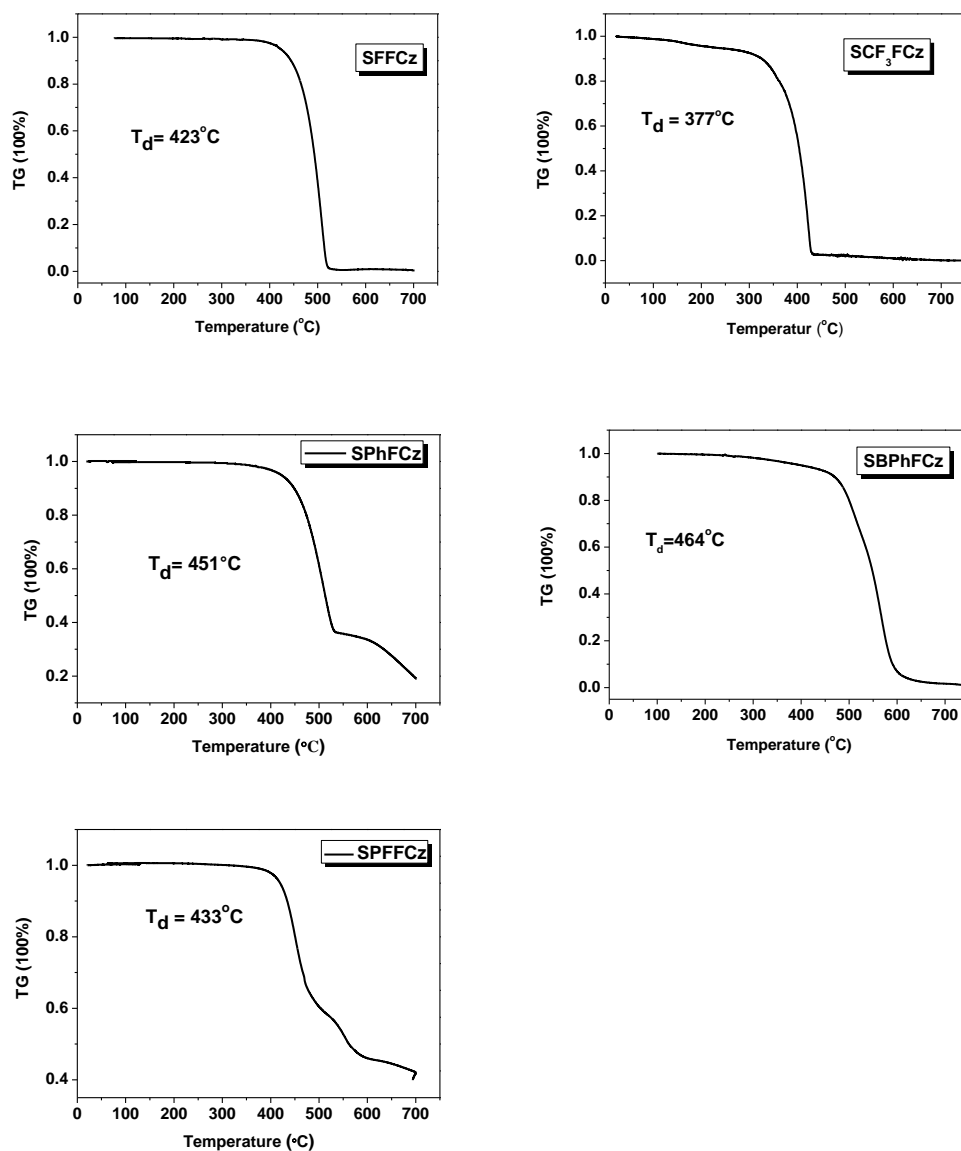 SFFCz
T_d= 423°C
TG (100%)
1.0
0.8
0.6
0.4
0.2
0.0
0 100 200 300 400 500 600 700
Temperature (°C)
SCF₃FCz
T_d = 377°C
TG (100%)
1.0
0.8
0.6
0.4
0.2
0.0
0 100 200 300 400 500 600 700
Temperatur (°C)
SPhFCz
T_d= 451°C
TG (100%)
1.0
0.8
0.6
0.4
0.2
0 100 200 300 400 500 600 700
Temperature (°C)
SBPhFCz
T_d=464°C
TG (100%)
1.0
0.8
0.6
0.4
0.2
0.0
0 100 200 300 400 500 600 700
Temperature (°C)
SPFFCz
T_d = 433°C
TG (100%)
1.0
0.8
0.6
0.4
0 100 200 300 400 500 600 700
Temperature (°C)